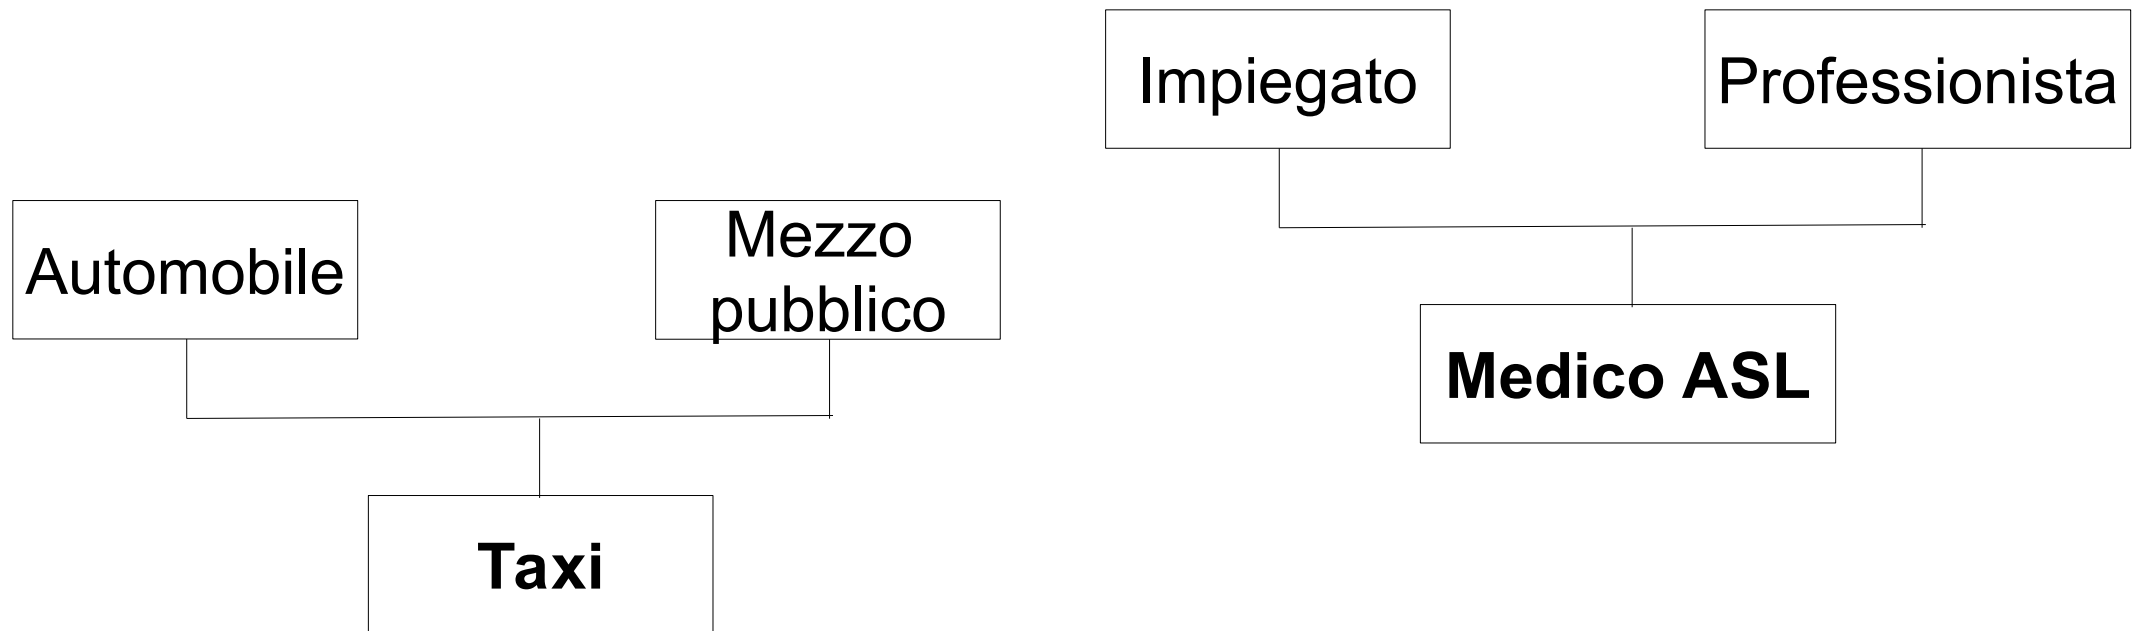 Impiegato
Professionista
Automobile
Mezzo
pubblico
Medico ASL
Taxi